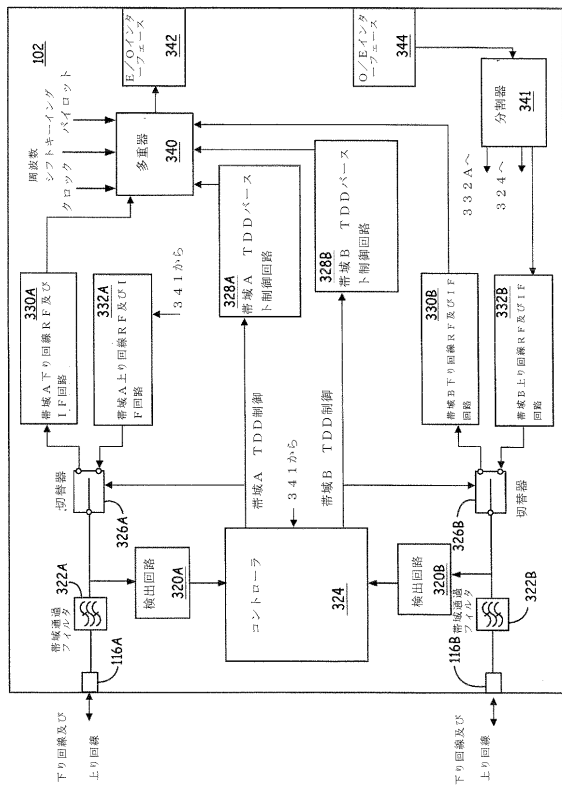 102
周波数
シフトキーイング
クロック
パイロット
E/Oインタ
ーフェース
342
O/Eインタ
ーフェース
344
多重器
340
分割器
341
332Aへ
324へ
330A
帯域A下り回線RF及び
IF回路
332A
帯域A上り回線RF及びI
F回路
341から
328A
帯域A TDDバース
ト制御回路
328B
帯域B TDDバース
ト制御回路
330B
帯域B下り回線RF及びIF
回路
332B
帯域B上り回線RF及びIF
回路
切替器
326A
帯域A TDD制御
341から
帯域B TDD制御
326B
切替器
322A
帯域通過
フィルタ
検出回路
320A
コントローラ
324
検出回路
320B
帯域通過
フィルタ
322B
116A
116B
下り回線及び
上り回線
下り回線及び
上り回線